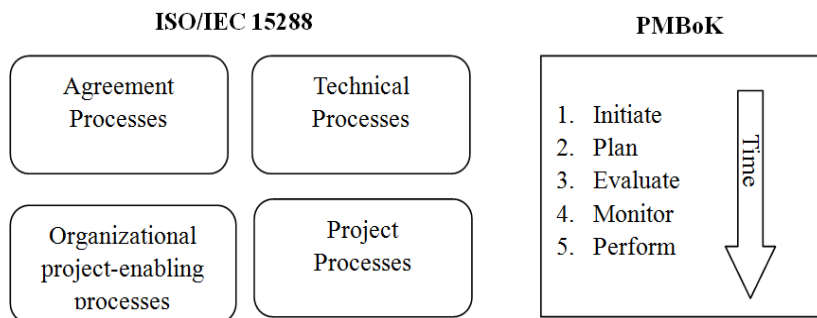 ISO/IEC 15288
PMBoK
Agreement
Processes
Technical
Processes
Organizational
project-enabling
processes
Project
Processes
1. Initiate
2. Plan
3. Evaluate
4. Monitor
5. Perform
Time